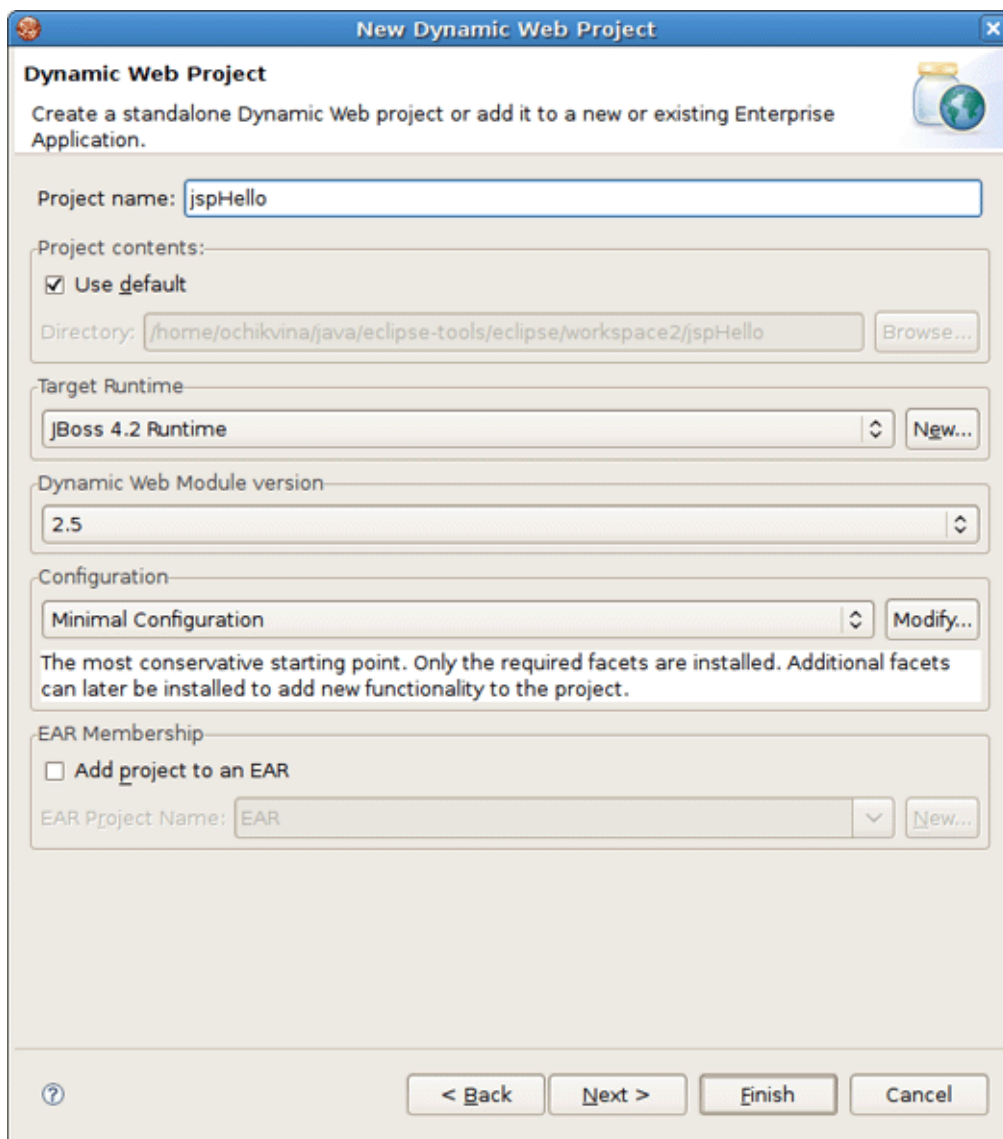 New Dynamic Web Project
Dynamic Web Project
Create a standalone Dynamic Web project or add it to a new or existing Enterprise
Application.
Project name: jspHello
Project contents:
Use default
Directory: /home/ochikvina/java/eclipse-tools/eclipse/workspace2/jspHello Browse...
Target Runtime
JBoss 4.2 Runtime New...
Dynamic Web Module version
2.5
Configuration
Minimal Configuration Modify...
The most conservative starting point. Only the required facets are installed. Additional facets
can later be installed to add new functionality to the project.
EAR Membership
Add project to an EAR
EAR Project Name: EAR New...
? < Back Next > Finish Cancel